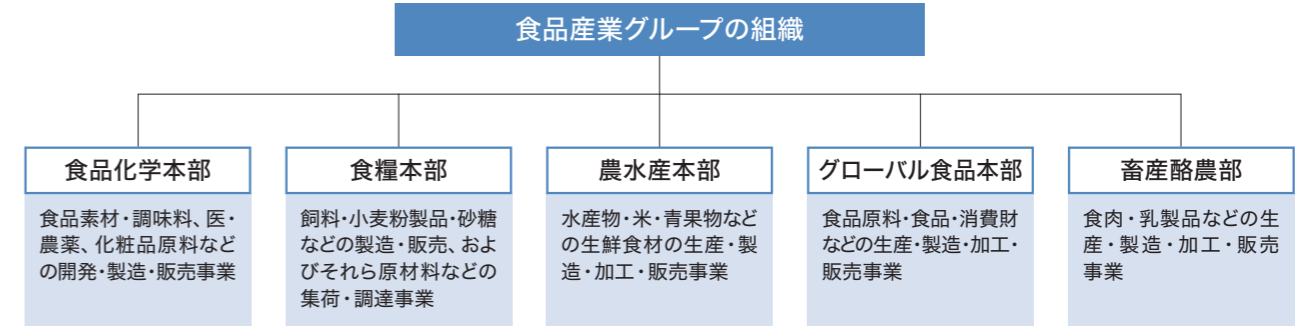 食品産業グループの組織
食品化学本部
食品素材・調味料、医・
農薬、化粧品原料など
の開発・製造・販売事業
食糧本部
飼料・小麦粉製品・砂糖
などの製造・販売、およ
びそれら原材料などの
集荷・調達事業
農水産本部
水産物・米・青果物など
の生鮮食材の生産・製
造・加工・販売事業
グローバル食品本部
食品原料・食品・消費財
などの生産・製造・加工・
販売事業
畜産酪農部
食肉・乳製品などの生
産・製造・加工・販売
事業